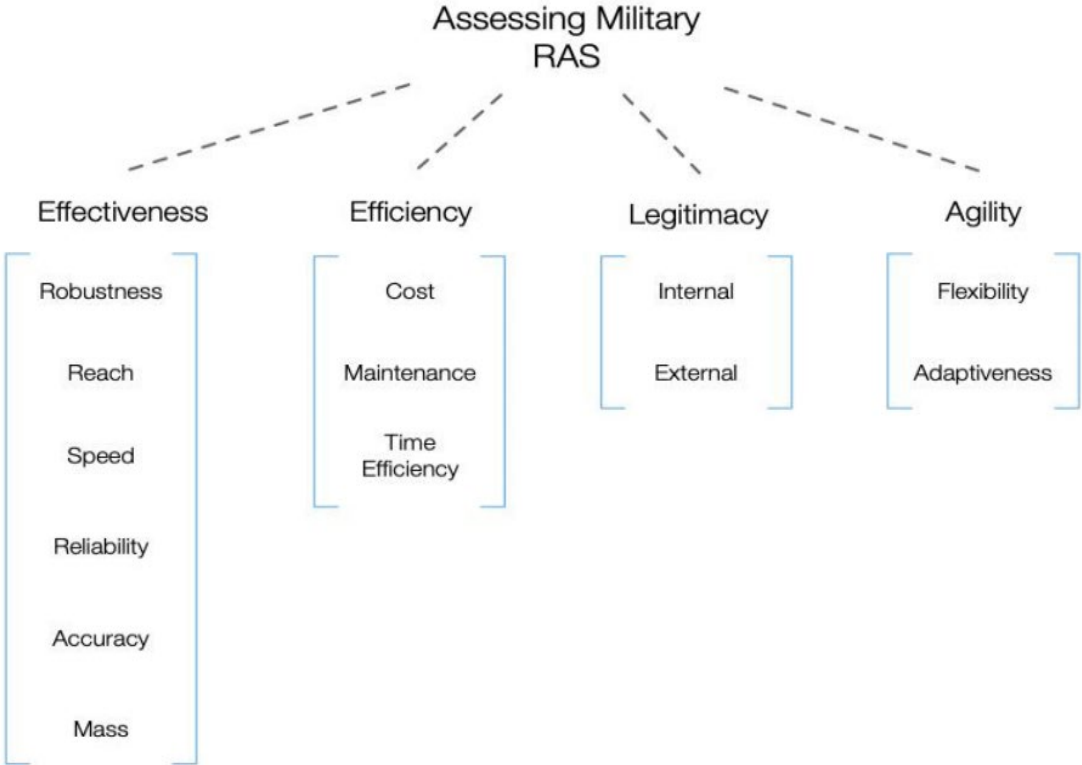 Assessing Military
RAS
Effectiveness
Robustness
Reach
Speed
Reliability
Accuracy
Mass
Efficiency
Cost
Maintenance
Time
Efficiency
Legitimacy
Internal
External
Agility
Flexibility
Adaptiveness